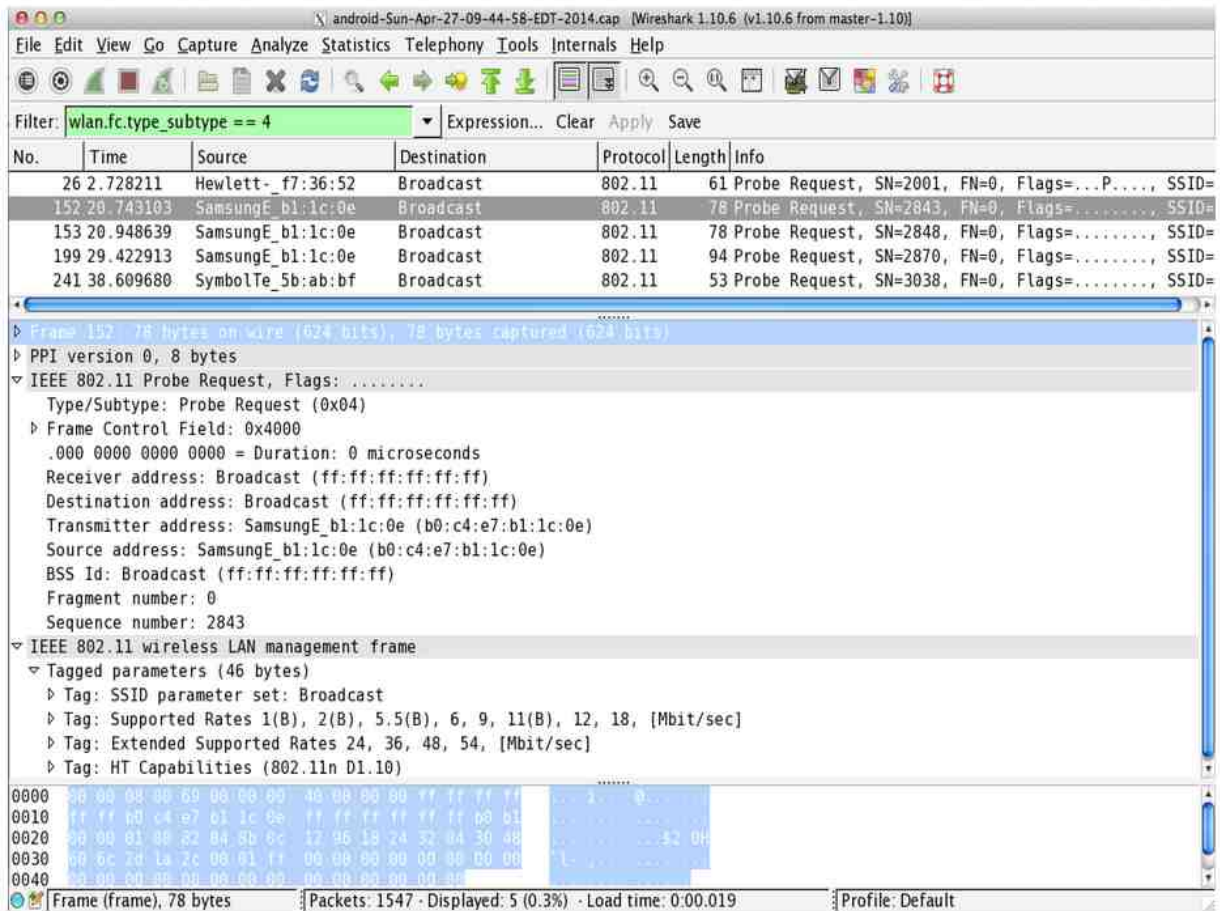 android-Sun-Apr-27-09-44-58-EDT-2014.cap [Wireshark 1.10.6 (v1.10.6 from master-1.10)]
File Edit View Go Capture Analyze Statistics Telephony Tools Internals Help
Filter: wlan.fc.type_subtype == 4 Expression... Clear Apply Save
No. Time Source Destination Protocol Length Info
26 2.728211 Hewlett-_f7:36:52 Broadcast 802.11 61 Probe Request, SN=2001, FN=0, Flags=...P...., SSID=
152 20.743103 SamsungE_b1:1c:0e Broadcast 802.11 78 Probe Request, SN=2843, FN=0, Flags=........, SSID=
153 20.948639 SamsungE_b1:1c:0e Broadcast 802.11 78 Probe Request, SN=2848, FN=0, Flags=........, SSID=
199 29.422913 SamsungE_b1:1c:0e Broadcast 802.11 94 Probe Request, SN=2870, FN=0, Flags=........, SSID=
241 38.609680 SymbolTe_5b:ab:bf Broadcast 802.11 53 Probe Request, SN=3038, FN=0, Flags=........, SSID=
Frame 152: 78 bytes on wire (624 bits), 78 bytes captured (624 bits)
PPI version 0, 8 bytes
IEEE 802.11 Probe Request, Flags: ........
Type/Subtype: Probe Request (0x04)
Frame Control Field: 0x4000
.000 0000 0000 0000 = Duration: 0 microseconds
Receiver address: Broadcast (ff:ff:ff:ff:ff:ff)
Destination address: Broadcast (ff:ff:ff:ff:ff:ff)
Transmitter address: SamsungE_b1:1c:0e (b0:c4:e7:b1:1c:0e)
Source address: SamsungE_b1:1c:0e (b0:c4:e7:b1:1c:0e)
BSS Id: Broadcast (ff:ff:ff:ff:ff:ff)
Fragment number: 0
Sequence number: 2843
IEEE 802.11 wireless LAN management frame
Tagged parameters (46 bytes)
Tag: SSID parameter set: Broadcast
Tag: Supported Rates 1(B), 2(B), 5.5(B), 6, 9, 11(B), 12, 18, [Mbit/sec]
Tag: Extended Supported Rates 24, 36, 48, 54, [Mbit/sec]
Tag: HT Capabilities (802.11n D1.10)
0000
0010
0020
0030
0040
Frame (frame), 78 bytes Packets: 1547 · Displayed: 5 (0.3%) · Load time: 0:00.019 Profile: Default